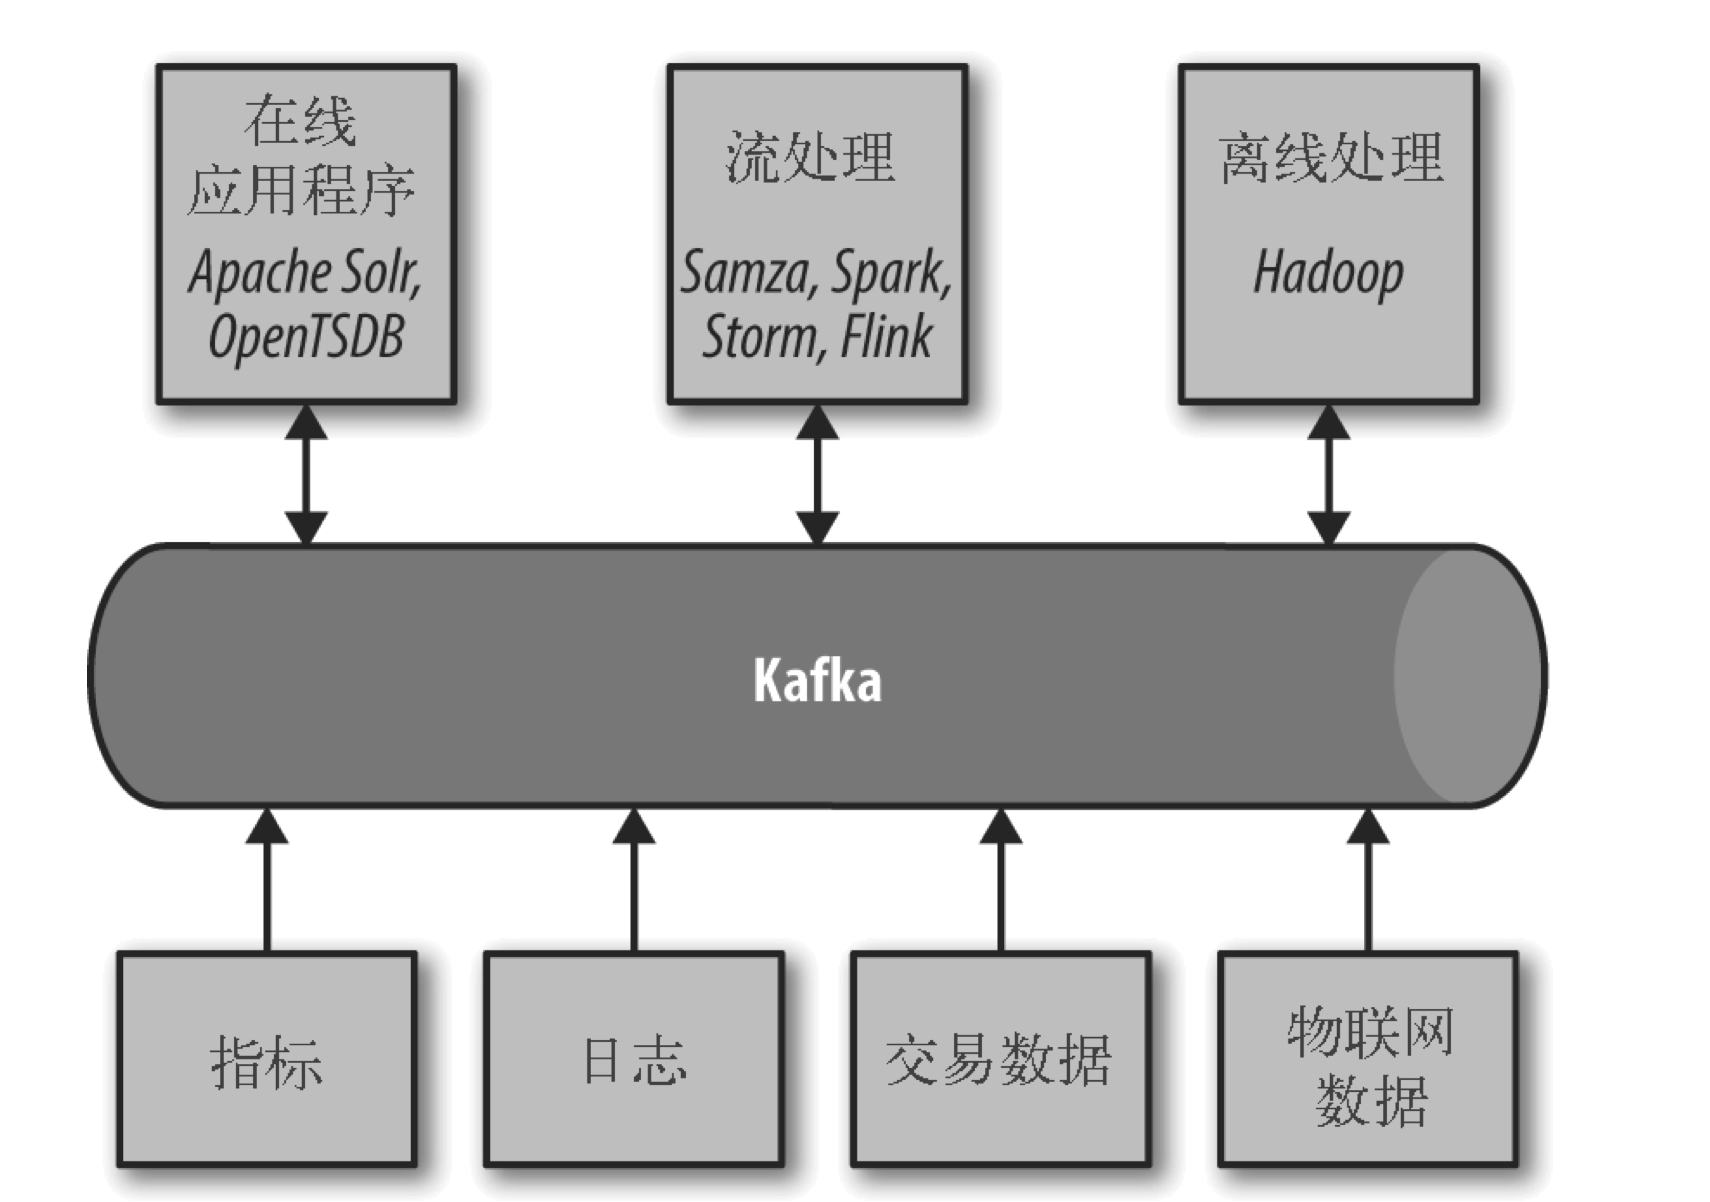 在线
应用程序
Apache Solr,
OpenTSDB
流处理
Samza, Spark,
Storm, Flink
离线处理
Hadoop
Kafka
指标
日志
交易数据
物联网
数据